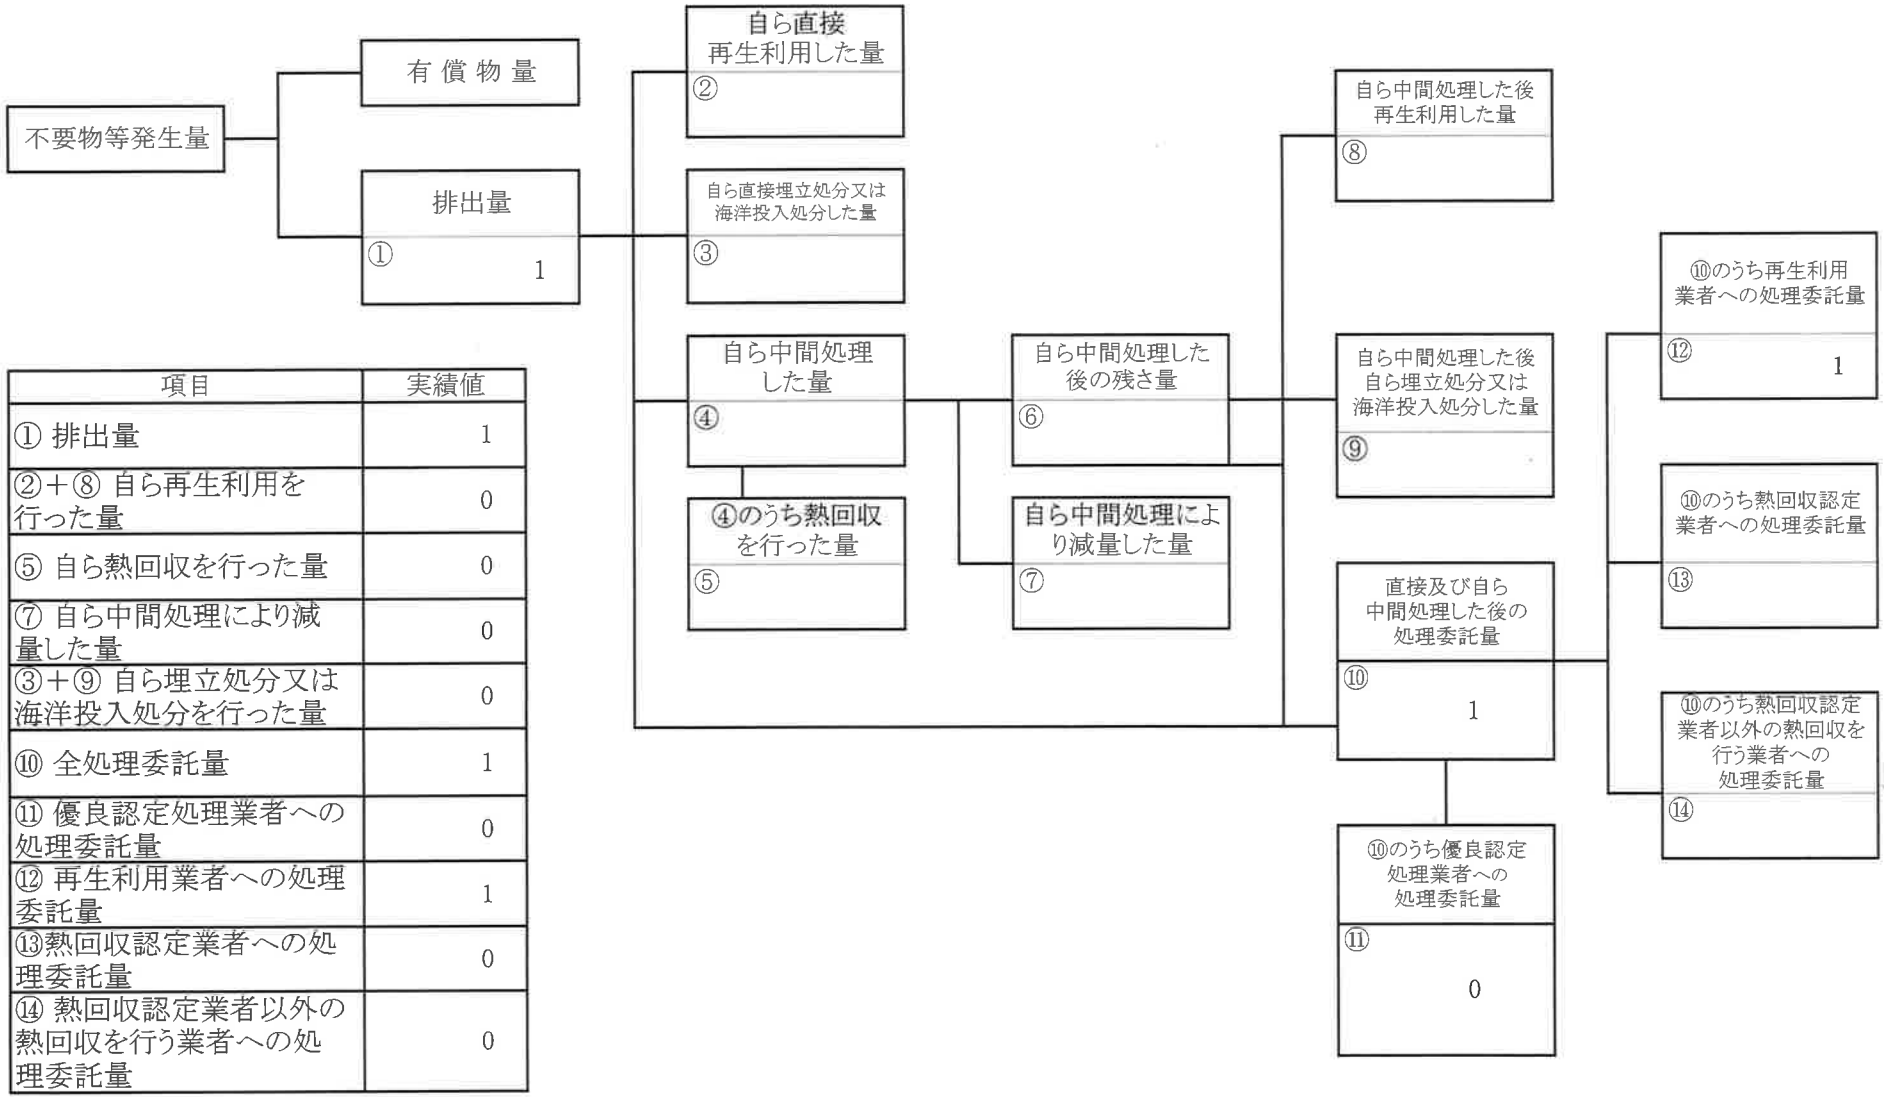 不要物等発生量
有 償 物 量
排出量
①
1
自ら直接
再生利用した量
②
自ら直接埋立処分又は
海洋投入処分した量
③
自ら中間処理
した量
④
④のうち熱回収
を行った量
⑤
自ら中間処理した
後の残さ量
⑥
自ら中間処理によ
り減量した量
⑦
自ら中間処理した後
再生利用した量
⑧
自ら中間処理した後
自ら埋立処分又は
海洋投入処分した量
⑨
直接及び自ら
中間処理した後の
処理委託量
⑩
1
⑩のうち優良認定
処理業者への
処理委託量
⑪
0
⑩のうち再生利用
業者への処理委託量
⑫
1
⑩のうち熱回収認定
業者への処理委託量
⑬
⑩のうち熱回収認定
業者以外の熱回収を
行う業者への
処理委託量
⑭
項目 実績値
① 排出量 1
②+⑧ 自ら再生利用を
行った量 0
⑤ 自ら熱回収を行った量 0
⑦ 自ら中間処理により減
量した量 0
③+⑨ 自ら埋立処分又は
海洋投入処分を行った量 0
⑩ 全処理委託量 1
⑪ 優良認定処理業者への
処理委託量 0
⑫ 再生利用業者への処理
委託量 1
⑬熱回収認定業者への処
理委託量 0
⑭ 熱回収認定業者以外の
熱回収を行う業者への処 0
理委託量